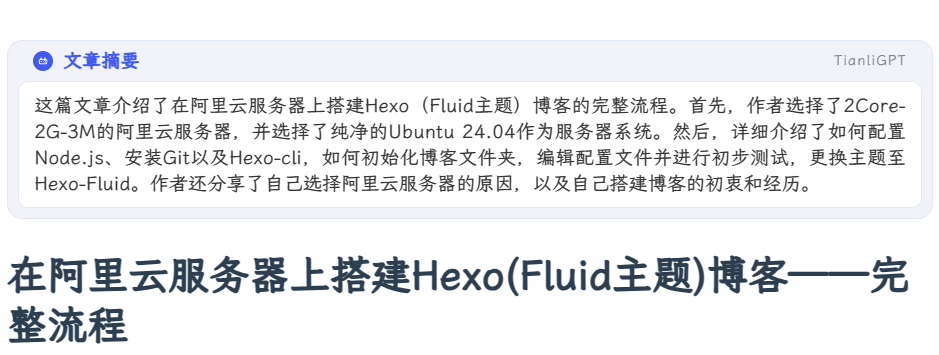 文章摘要
TianliGPT
这篇文章介绍了在阿里云服务器上搭建Hexo（Fluid主题）博客的完整流程。首先，作者选择了2Core-
2G-3M的阿里云服务器，并选择了纯净的Ubuntu 24.04作为服务器系统。然后，详细介绍了如何配置
Node.js、安装Git以及Hexo-cli，如何初始化博客文件夹，编辑配置文件并进行初步测试，更换主题至
Hexo-Fluid。作者还分享了自己选择阿里云服务器的原因，以及自己搭建博客的初衷和经历。
在阿里云服务器上搭建Hexo(Fluid主题)博客——完
整流程